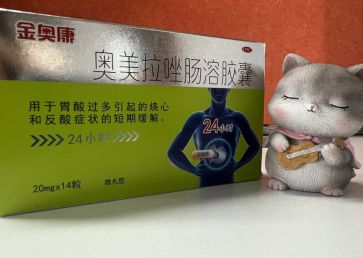 金奥康
OTC
奥美拉唑肠溶胶囊
用于胃酸过多引起的烧心
和反酸症状的短期缓解。
>>>> 24小时 >>>>
24小时
20mg×14粒
微丸型